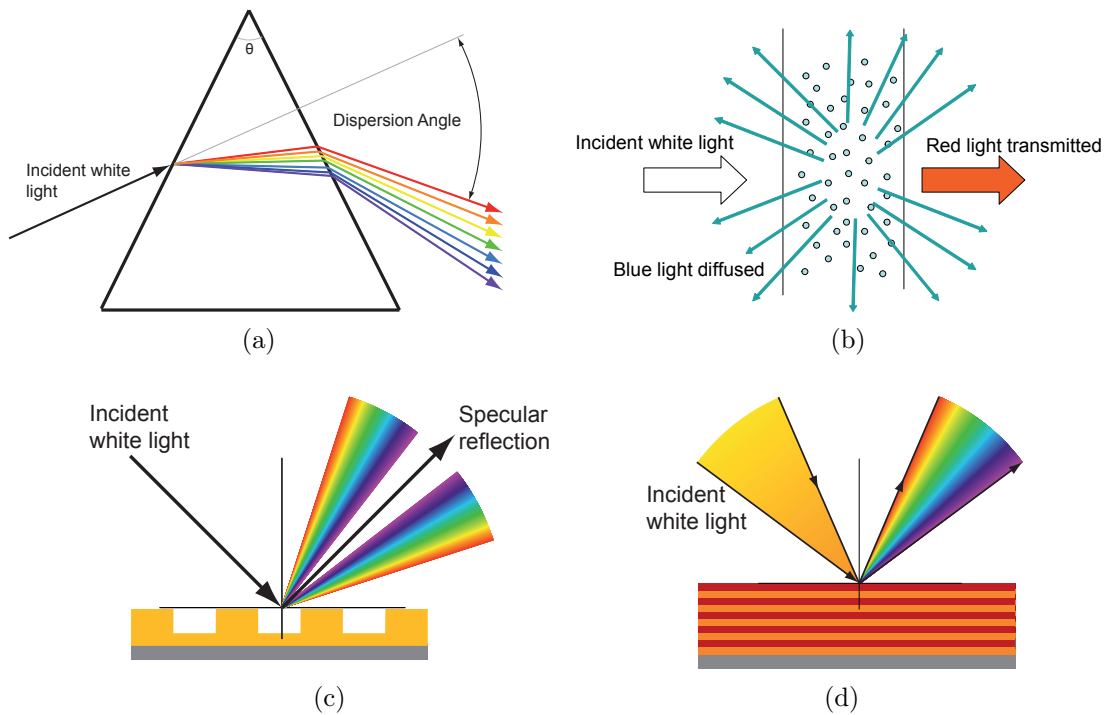 θ
Dispersion Angle
Incident white
light
(a)
Incident white light
Red light transmitted
Blue light diffused
(b)
Incident
white light
Specular
reflection
(c)
Incident
white light
(d)